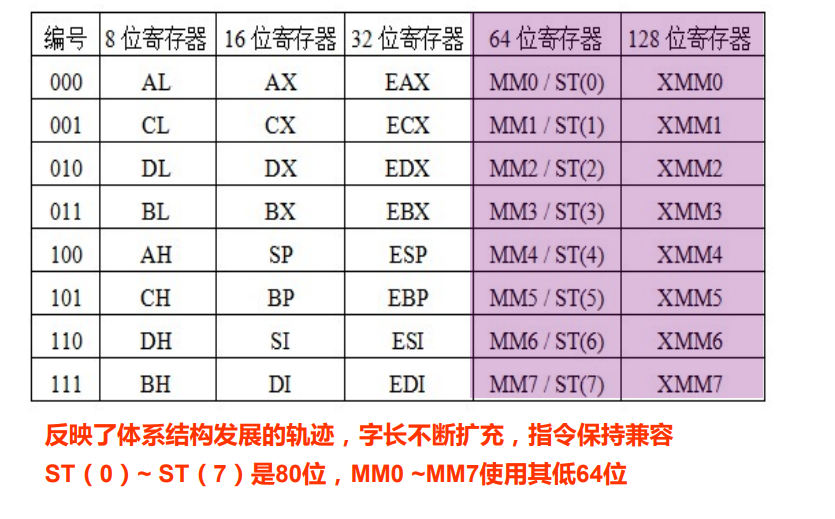 编号 8 位寄存器 16 位寄存器 32 位寄存器 64 位寄存器 128 位寄存器
000 AL AX EAX MM0 / ST(0) XMM0
001 CL CX ECX MM1 / ST(1) XMM1
010 DL DX EDX MM2 / ST(2) XMM2
011 BL BX EBX MM3 / ST(3) XMM3
100 AH SP ESP MM4 / ST(4) XMM4
101 CH BP EBP MM5 / ST(5) XMM5
110 DH SI ESI MM6 / ST(6) XMM6
111 BH DI EDI MM7 / ST(7) XMM7
反映了体系结构发展的轨迹，字长不断扩充，指令保持兼容
ST（0）~ ST（7）是80位，MM0 ~MM7使用其低64位